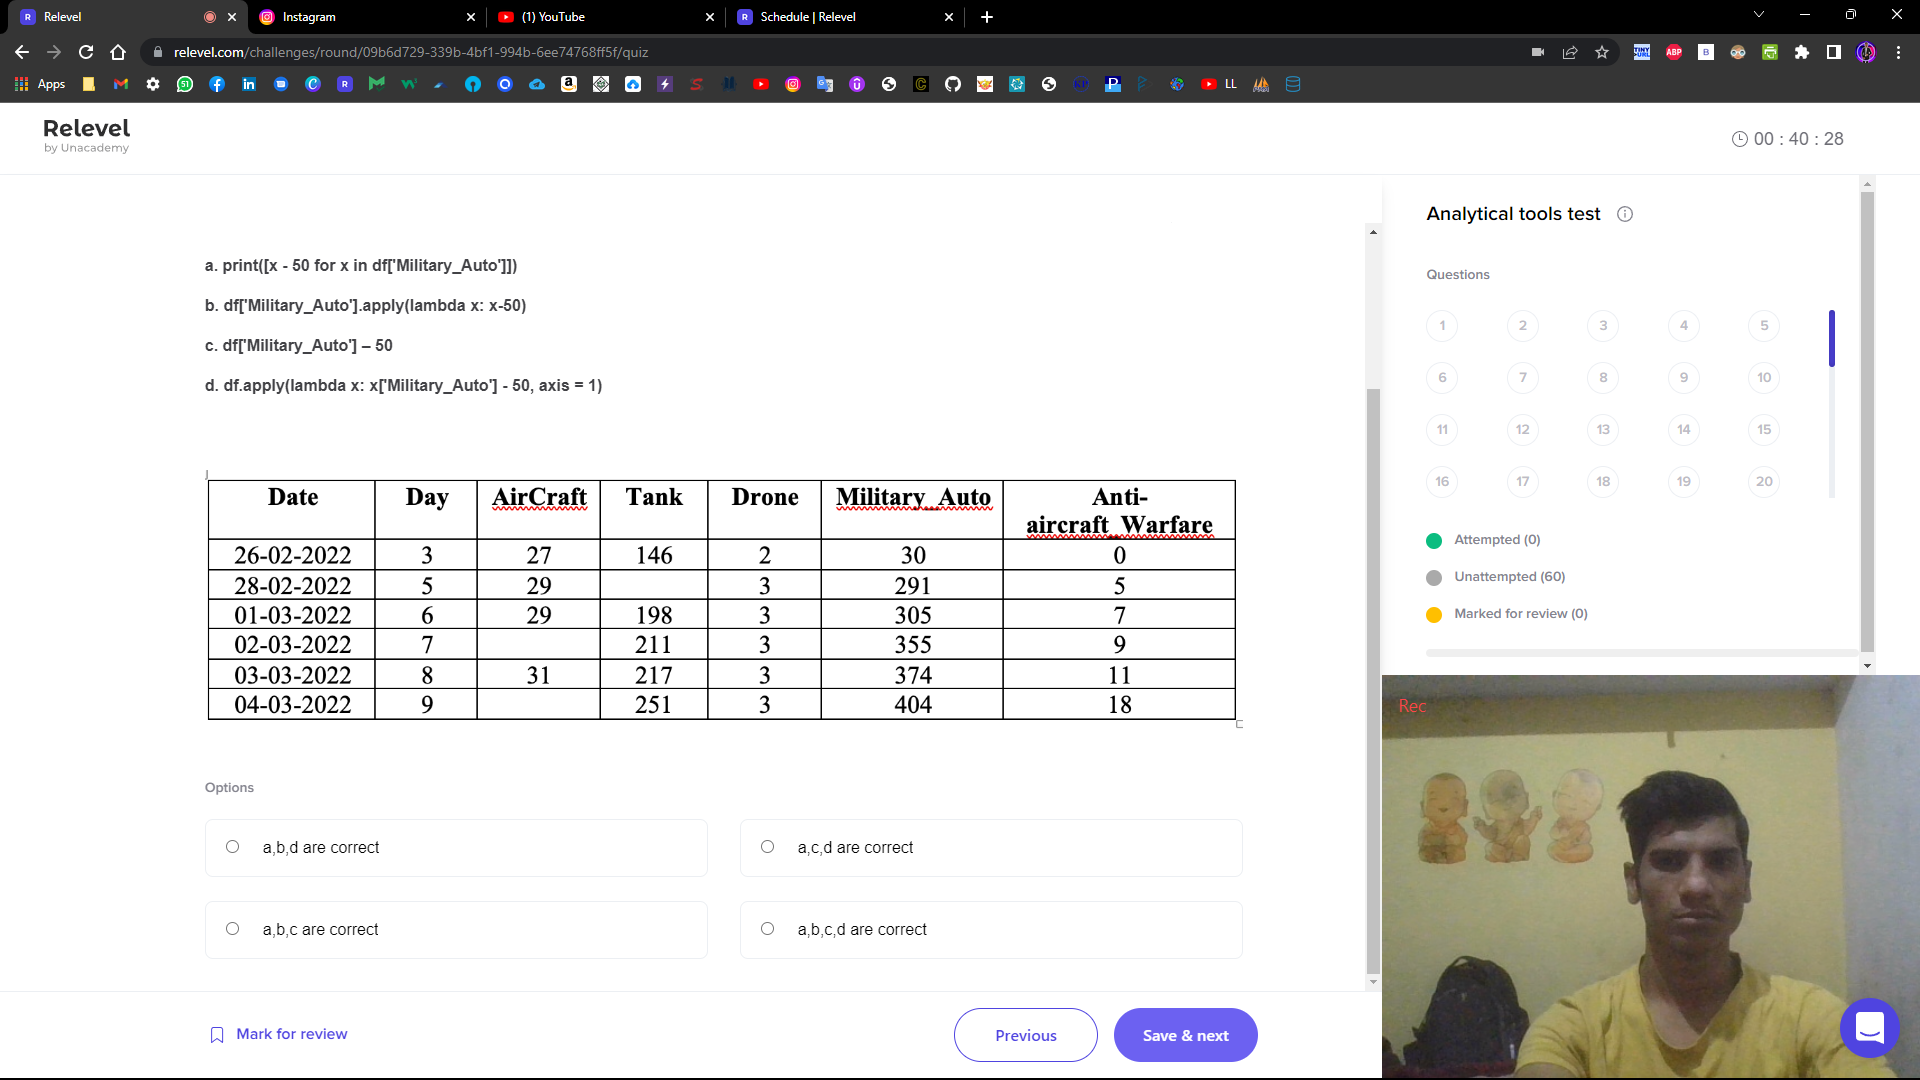 Relevel
Instagram
(1) YouTube
Schedule | Relevel
relevel.com/challenges/round/09b6d729-339b-4bf1-994b-6ee74768ff5f/quiz
Apps
LL
Relevel
by Unacademy
00 : 40 : 28
a. print([x - 50 for x in df['Military_Auto']])
b. df['Military_Auto'].apply(lambda x: x-50)
c. df['Military_Auto'] – 50
d. df.apply(lambda x: x['Military_Auto'] - 50, axis = 1)
Date Day AirCraft Tank Drone Military_Auto Anti-aircraft_Warfare
26-02-2022 3 27 146 2 30 0
28-02-2022 5 29 3 291 5
01-03-2022 6 29 198 3 305 7
02-03-2022 7 211 3 355 9
03-03-2022 8 31 217 3 374 11
04-03-2022 9 251 3 404 18
Options
a,b,d are correct
a,c,d are correct
a,b,c are correct
a,b,c,d are correct
Mark for review
Previous
Save & next
Analytical tools test
Questions
1 2 3 4 5
6 7 8 9 10
11 12 13 14 15
16 17 18 19 20
Attempted (0)
Unattempted (60)
Marked for review (0)
Rec